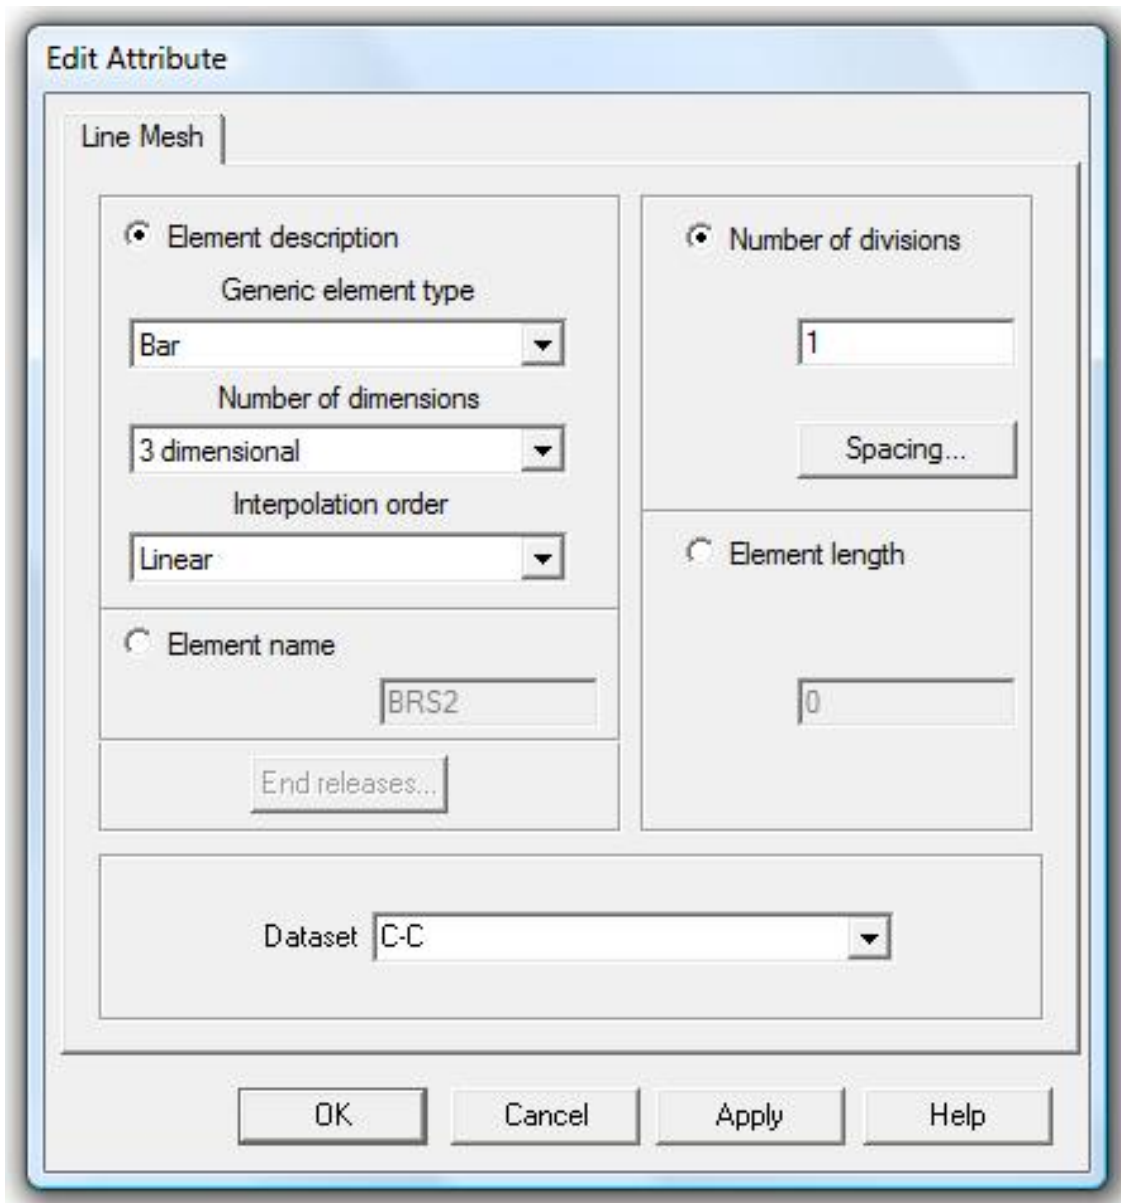 Edit Attribute
Line Mesh
Element description
Generic element type
Bar
Number of dimensions
3 dimensional
Interpolation order
Linear
Element name
BRS2
End releases...
Number of divisions
1
Spacing...
Element length
0
Dataset C-C
OK Cancel Apply Help